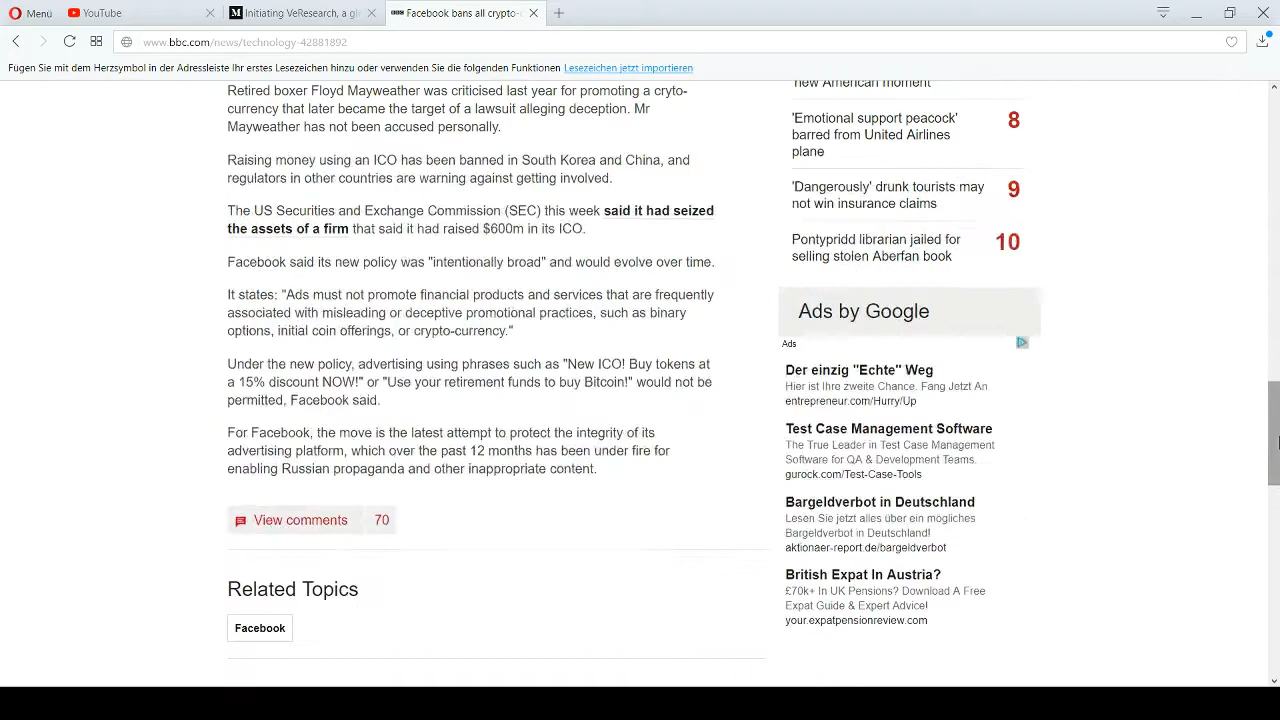 Menü
YouTube
Initiating VeResearch, a gl
Facebook bans all crypto-c
www.bbc.com/news/technology-42881892
Fügen Sie mit dem Herzsymbol in der Adressleiste Ihr erstes Lesezeichen hinzu oder verwenden Sie die folgenden Funktionen Lesezeichen jetzt importieren
Retired boxer Floyd Mayweather was criticised last year for promoting a cryto-
currency that later became the target of a lawsuit alleging deception. Mr
Mayweather has not been accused personally.
Raising money using an ICO has been banned in South Korea and China, and
regulators in other countries are warning against getting involved.
The US Securities and Exchange Commission (SEC) this week said it had seized
the assets of a firm that said it had raised $600m in its ICO.
Facebook said its new policy was "intentionally broad" and would evolve over time.
It states: "Ads must not promote financial products and services that are frequently
associated with misleading or deceptive promotional practices, such as binary
options, initial coin offerings, or crypto-currency."
Under the new policy, advertising using phrases such as "New ICO! Buy tokens at
a 15% discount NOW!" or "Use your retirement funds to buy Bitcoin!" would not be
permitted, Facebook said.
For Facebook, the move is the latest attempt to protect the integrity of its
advertising platform, which over the past 12 months has been under fire for
enabling Russian propaganda and other inappropriate content.
View comments 70
Related Topics
Facebook
new American moment
'Emotional support peacock'
barred from United Airlines
plane
8
'Dangerously' drunk tourists may
not win insurance claims
9
Pontypridd librarian jailed for
selling stolen Aberfan book
10
Ads by Google
Ads
Der einzig "Echte" Weg
Hier ist Ihre zweite Chance. Fang Jetzt An
entrepreneur.com/Hurry/Up
Test Case Management Software
The True Leader in Test Case Management
Software for QA & Development Teams.
gurock.com/Test-Case-Tools
Bargeldverbot in Deutschland
Lesen Sie jetzt alles über ein mögliches
Bargeldverbot in Deutschland!
aktionaer-report.de/bargeldverbot
British Expat In Austria?
£70k+ In UK Pensions? Download A Free
Expat Guide & Expert Advice!
your.expatpensionreview.com